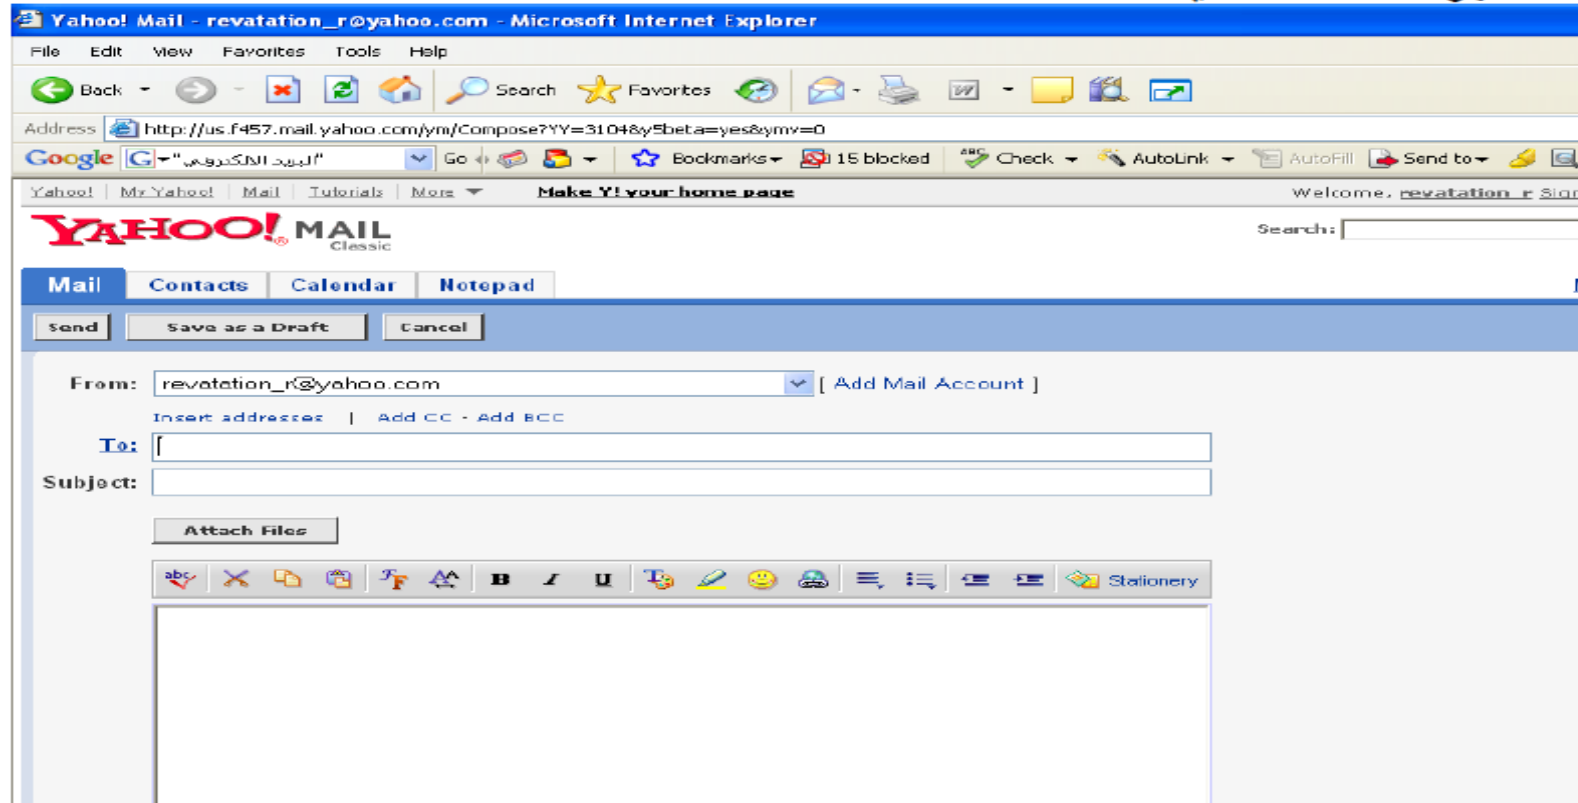 Yahoo! Mail - revatation_r@yahoo.com - Microsoft Internet Explorer
File Edit View Favorites Tools Help
Back Search Favorites
Address http://us.f457.mail.yahoo.com/ym/Compose?YY=3104&y5beta=yes&ymv=0
Google G "البريد الالكتروني" Go Bookmarks 15 blocked ABC Check AutoLink AutoFill Send to
Yahoo! My Yahoo! Mail Tutorials More Make Y! your home page Welcome, revatation_r
YAHOO! MAIL
Classic
Search:
Mail Contacts Calendar Notepad
Send Save as a Draft Cancel
From: revatation_r@yahoo.com [ Add Mail Account ]
Insert addresses | Add CC - Add BCC
To:
Subject:
Attach Files
abc B I U Stationery